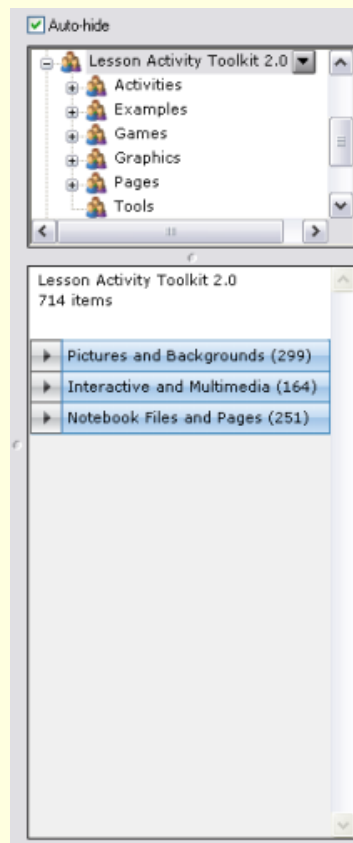 Auto-hide
Lesson Activity Toolkit 2.0
Activities
Examples
Games
Graphics
Pages
Tools
Lesson Activity Toolkit 2.0
714 items
Pictures and Backgrounds (299)
Interactive and Multimedia (164)
Notebook Files and Pages (251)